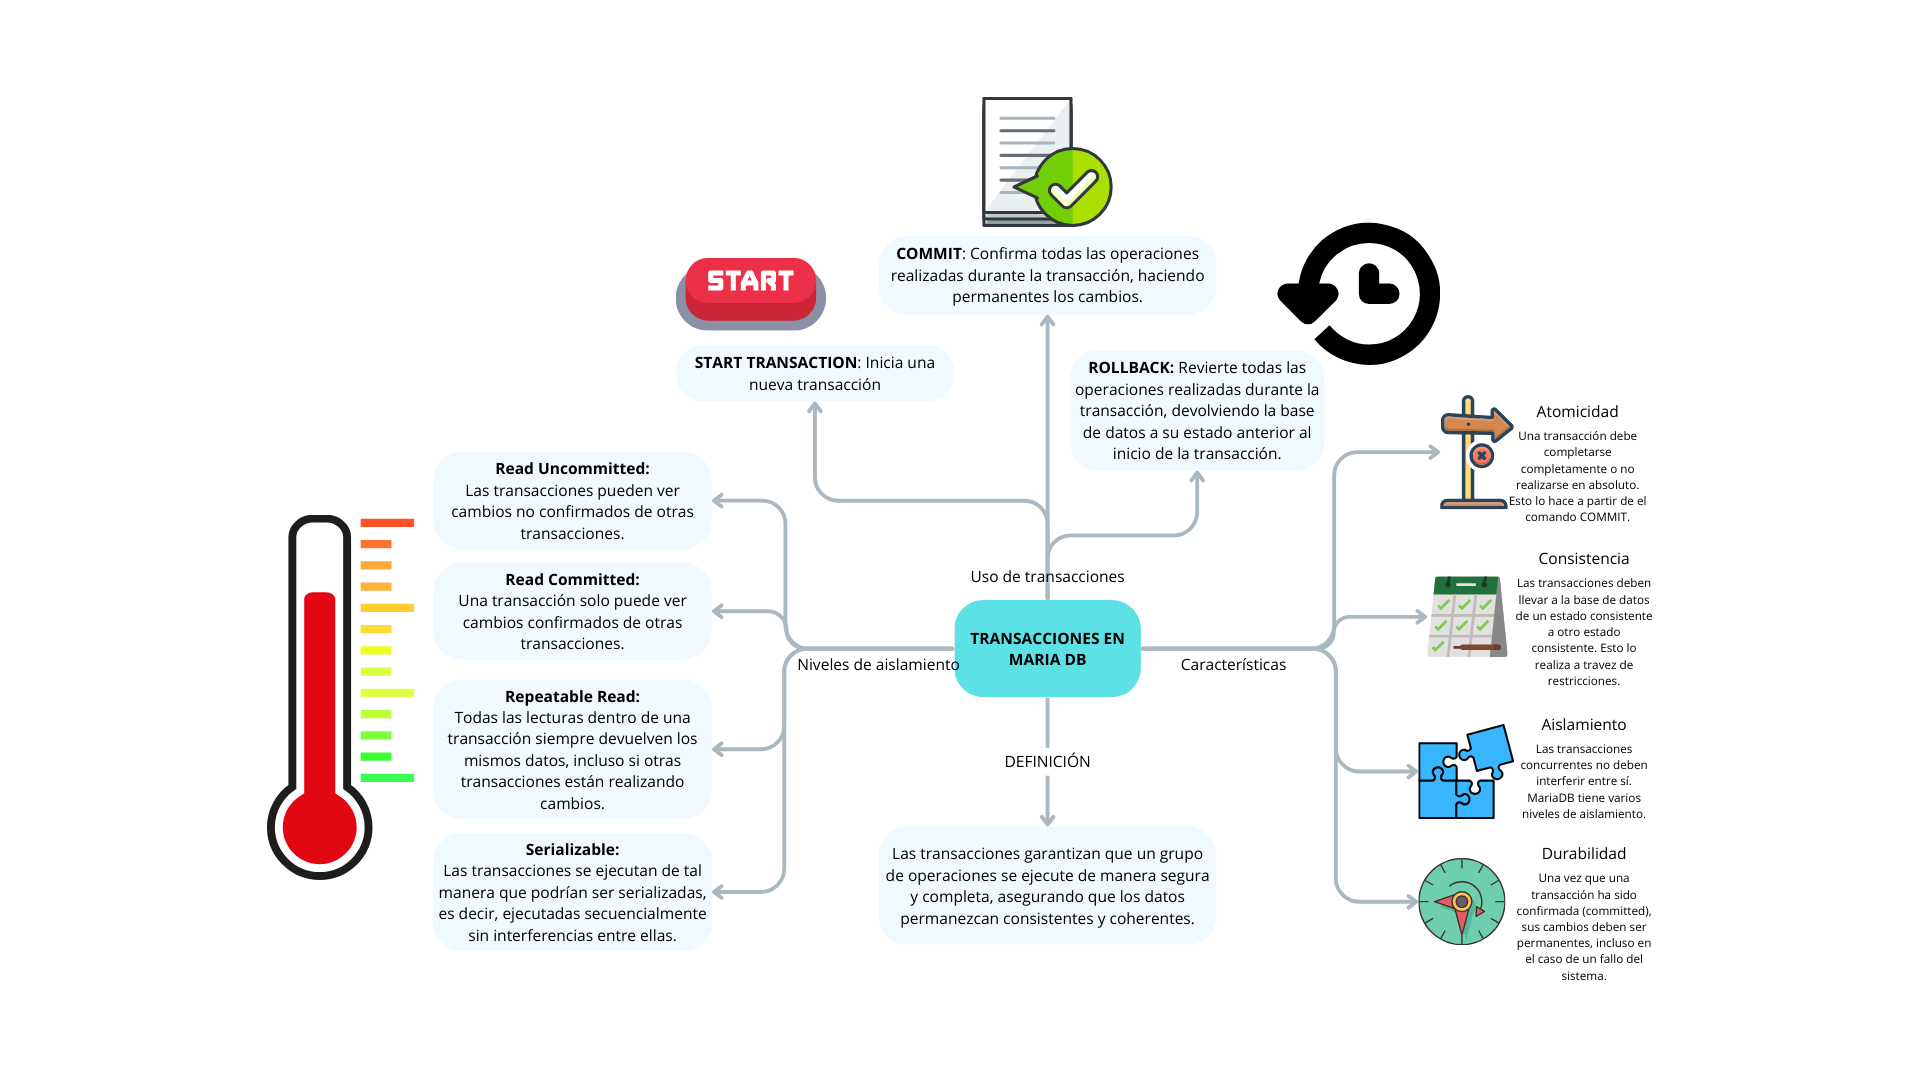 COMMIT: Confirma todas las operaciones
realizadas durante la transacción, haciendo
permanentes los cambios.
START
START TRANSACTION: Inicia una
nueva transacción
ROLLBACK: Revierte todas las
operaciones realizadas durante la
transacción, devolviendo la base
de datos a su estado anterior al
inicio de la transacción.
Uso de transacciones
TRANSACCIONES EN
MARIA DB
Niveles de aislamiento
Read Uncommitted:
Las transacciones pueden ver
cambios no confirmados de otras
transacciones.
Read Committed:
Una transacción solo puede ver
cambios confirmados de otras
transacciones.
Repeatable Read:
Todas las lecturas dentro de una
transacción siempre devuelven los
mismos datos, incluso si otras
transacciones están realizando
cambios.
Serializable:
Las transacciones se ejecutan de tal
manera que podrían ser serializadas,
es decir, ejecutadas secuencialmente
sin interferencias entre ellas.
DEFINICIÓN
Las transacciones garantizan que un grupo
de operaciones se ejecute de manera segura
y completa, asegurando que los datos
permanezcan consistentes y coherentes.
Características
Atomicidad
Una transacción debe
completarse
completamente o no
realizarse en absoluto.
Esto lo hace a partir de el
comando COMMIT.
Consistencia
Las transacciones deben
llevar a la base de datos
de un estado consistente
a otro estado
consistente. Esto lo
realiza a travez de
restricciones.
Aislamiento
Las transacciones
concurrentes no deben
interferir entre sí.
MariaDB tiene varios
niveles de aislamiento.
Durabilidad
Una vez que una
transacción ha sido
confirmada (committed),
sus cambios deben ser
permanentes, incluso en
el caso de un fallo del
sistema.